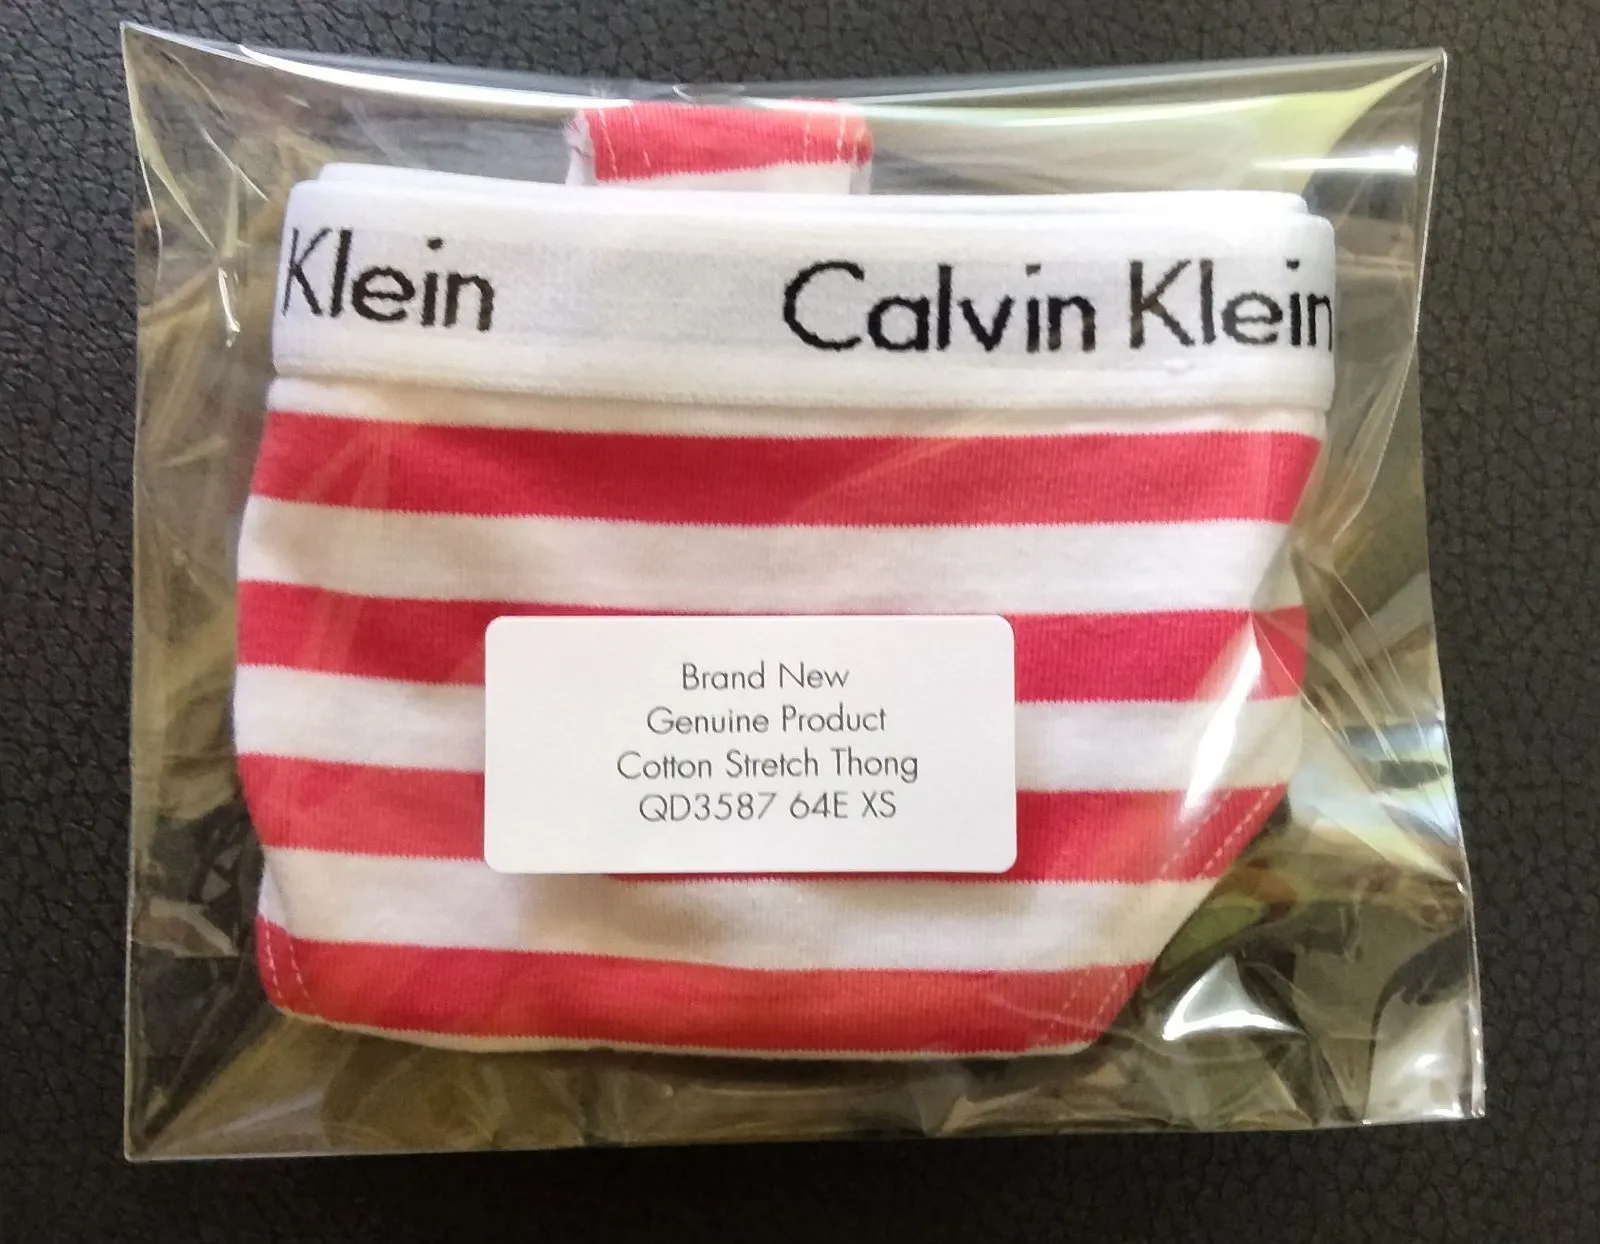 Klein Calvin Klein
Brand New
Genuine Product
Cotton Stretch Thong
QD3587 64E XS